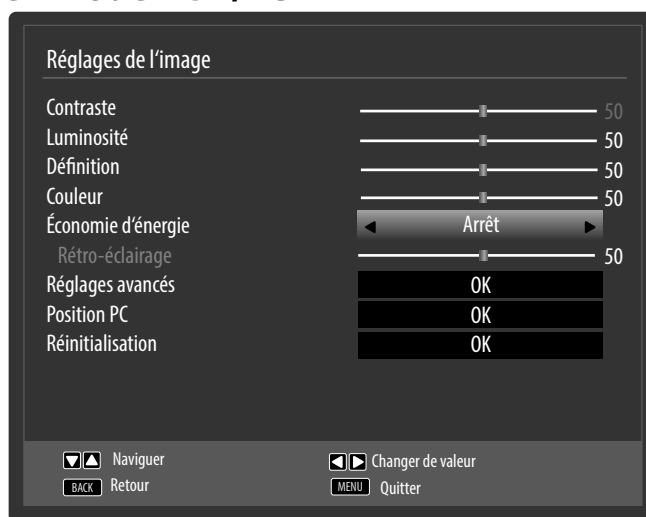 Réglages de l‘image
Contraste 50
Luminosité 50
Définition 50
Couleur 50
Économie d‘énergie Arrêt
Rétro-éclairage 50
Réglages avancés OK
Position PC OK
Réinitialisation OK
Naviguer Changer de valeur
BACK Retour MENU Quitter